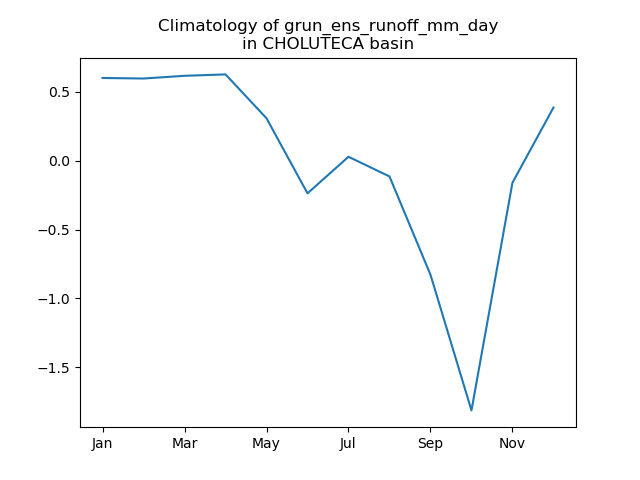 Climatology of grun_ens_runoff_mm_day
in CHOLUTECA basin
0.5
0.0
−0.5
−1.0
−1.5
Jan Mar May Jul Sep Nov